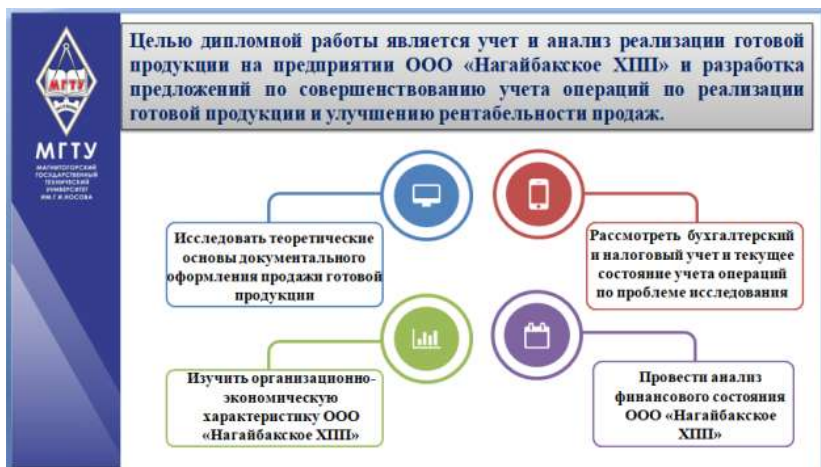 Целью дипломной работы является учет и анализ реализации готовой
продукции на предприятии ООО «Нагайбакское ХПП» и разработка
предложений по совершенствованию учета операций по реализации
готовой продукции и улучшению рентабельности продаж.
МГТУ
МГТУ
МАГНИТОГОРСКИЙ
ГОСУДАРСТВЕННЫЙ
ТЕХНИЧЕСКИЙ
УНИВЕРСИТЕТ
ИМ.Г.И.НОСОВА
Исследовать теоретические
основы документального
оформления продажи готовой
продукции
Рассмотреть бухгалтерский
и налоговый учет и текущее
состояние учета операций
по проблеме исследования
Изучить организационно-
экономическую
характеристику ООО
«Нагайбакское ХПП»
Провести анализ
финансового состояния
ООО «Нагайбакское
ХПП»